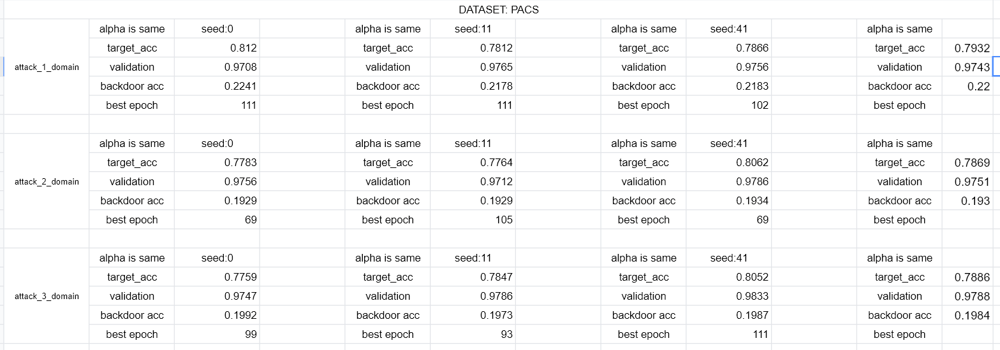 DATASET: PACS
alpha is same seed:0 alpha is same seed:11 alpha is same seed:41 alpha is same
target_acc 0.812 target_acc 0.7812 target_acc 0.7866 target_acc 0.7932
attack_1_domain validation 0.9708 validation 0.9765 validation 0.9756 validation 0.9743
backdoor acc 0.2241 backdoor acc 0.2178 backdoor acc 0.2183 backdoor acc 0.22
best epoch 111 best epoch 111 best epoch 102 best epoch
alpha is same seed:0 alpha is same seed:11 alpha is same seed:41 alpha is same
target_acc 0.7783 target_acc 0.7764 target_acc 0.8062 target_acc 0.7869
attack_2_domain validation 0.9756 validation 0.9712 validation 0.9786 validation 0.9751
backdoor acc 0.1929 backdoor acc 0.1929 backdoor acc 0.1934 backdoor acc 0.193
best epoch 69 best epoch 105 best epoch 69 best epoch
alpha is same seed:0 alpha is same seed:11 alpha is same seed:41 alpha is same
target_acc 0.7759 target_acc 0.7847 target_acc 0.8052 target_acc 0.7886
attack_3_domain validation 0.9747 validation 0.9786 validation 0.9833 validation 0.9788
backdoor acc 0.1992 backdoor acc 0.1973 backdoor acc 0.1987 backdoor acc 0.1984
best epoch 99 best epoch 93 best epoch 111 best epoch